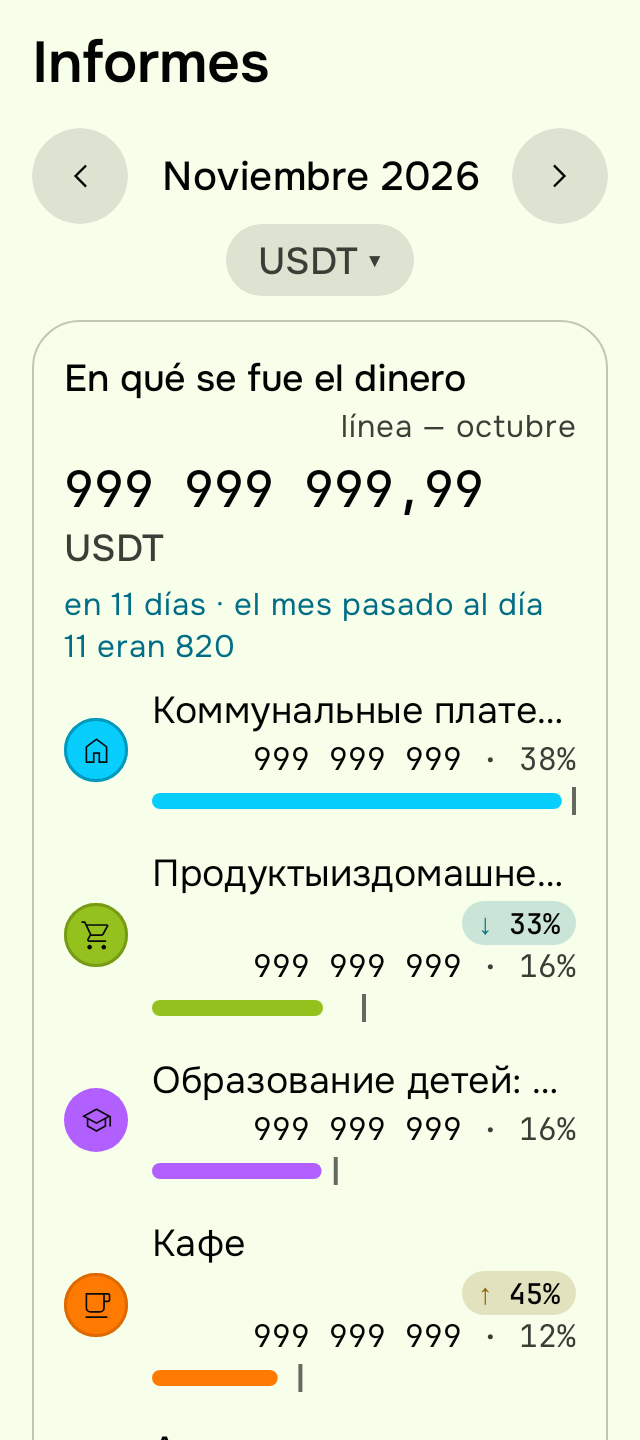 Informes
Noviembre 2026
USDT ▾
En qué se fue el dinero
línea — octubre
999 999 999,99
USDT
en 11 días · el mes pasado al día
11 eran 820
Коммунальные плате...
999 999 999 · 38%
Продуктыиздомашне...
↓ 33%
999 999 999 · 16%
Образование детей: ...
999 999 999 · 16%
Кафе
↑ 45%
999 999 999 · 12%